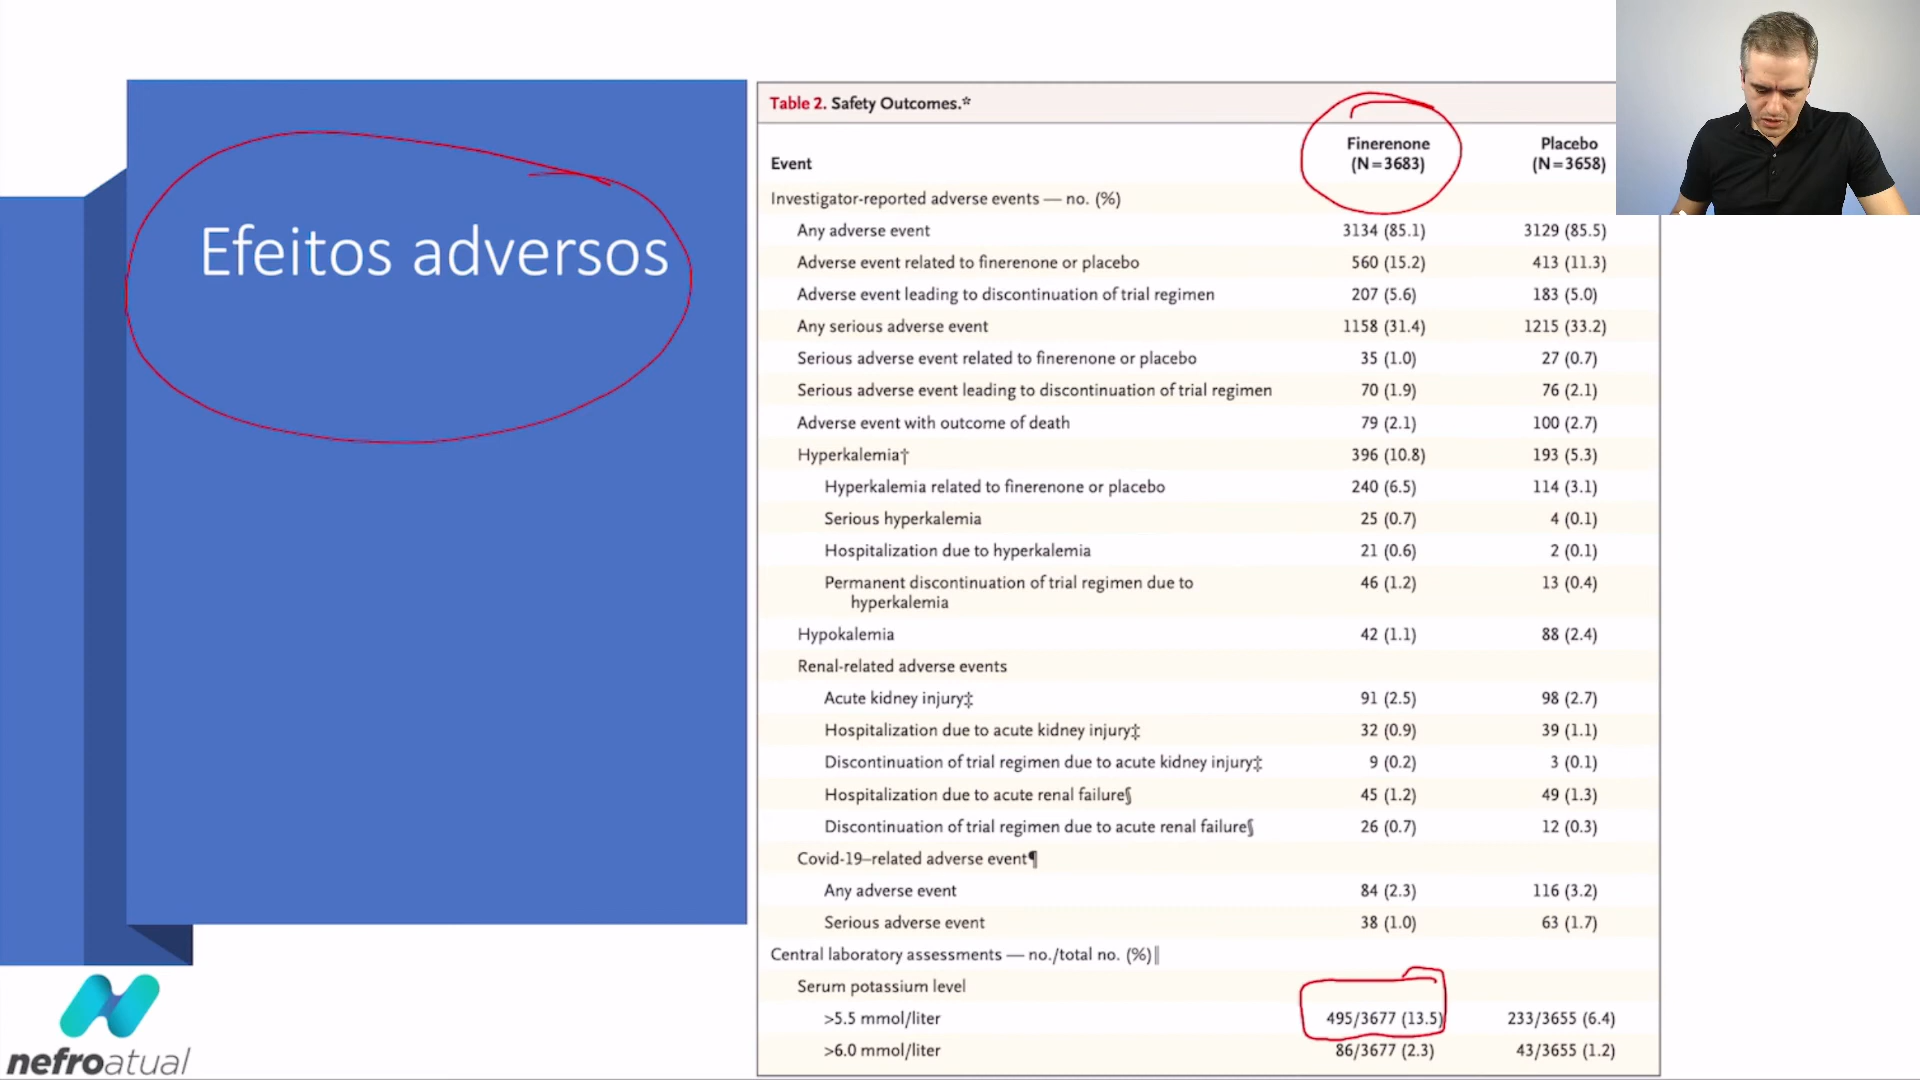 Efeitos adversos
Table 2. Safety Outcomes.*
Event Finerenone (N=3683) Placebo (N=3658)
Investigator-reported adverse events — no. (%)
Any adverse event 3134 (85.1) 3129 (85.5)
Adverse event related to finerenone or placebo 560 (15.2) 413 (11.3)
Adverse event leading to discontinuation of trial regimen 207 (5.6) 183 (5.0)
Any serious adverse event 1158 (31.4) 1215 (33.2)
Serious adverse event related to finerenone or placebo 35 (1.0) 27 (0.7)
Serious adverse event leading to discontinuation of trial regimen 70 (1.9) 76 (2.1)
Adverse event with outcome of death 79 (2.1) 100 (2.7)
Hyperkalemia† 396 (10.8) 193 (5.3)
Hyperkalemia related to finerenone or placebo 240 (6.5) 114 (3.1)
Serious hyperkalemia 25 (0.7) 4 (0.1)
Hospitalization due to hyperkalemia 21 (0.6) 2 (0.1)
Permanent discontinuation of trial regimen due to 46 (1.2) 13 (0.4)
hyperkalemia
Hypokalemia 42 (1.1) 88 (2.4)
Renal-related adverse events
Acute kidney injury‡ 91 (2.5) 98 (2.7)
Hospitalization due to acute kidney injury‡ 32 (0.9) 39 (1.1)
Discontinuation of trial regimen due to acute kidney injury‡ 9 (0.2) 3 (0.1)
Hospitalization due to acute renal failure§ 45 (1.2) 49 (1.3)
Discontinuation of trial regimen due to acute renal failure§ 26 (0.7) 12 (0.3)
Covid-19–related adverse event¶
Any adverse event 84 (2.3) 116 (3.2)
Serious adverse event 38 (1.0) 63 (1.7)
Central laboratory assessments — no./total no. (%)‖
Serum potassium level
>5.5 mmol/liter 495/3677 (13.5) 233/3655 (6.4)
>6.0 mmol/liter 86/3677 (2.3) 43/3655 (1.2)
nefroatual